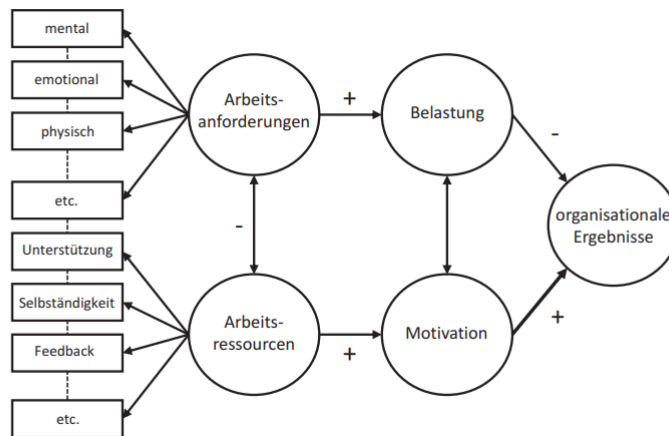 mental
emotional
physisch
etc.
Unterstützung
Selbständigkeit
Feedback
etc.
Arbeits-
anforderungen
+
Belastung
-
-
organisationale
Ergebnisse
Arbeits-
ressourcen
+
Motivation
+